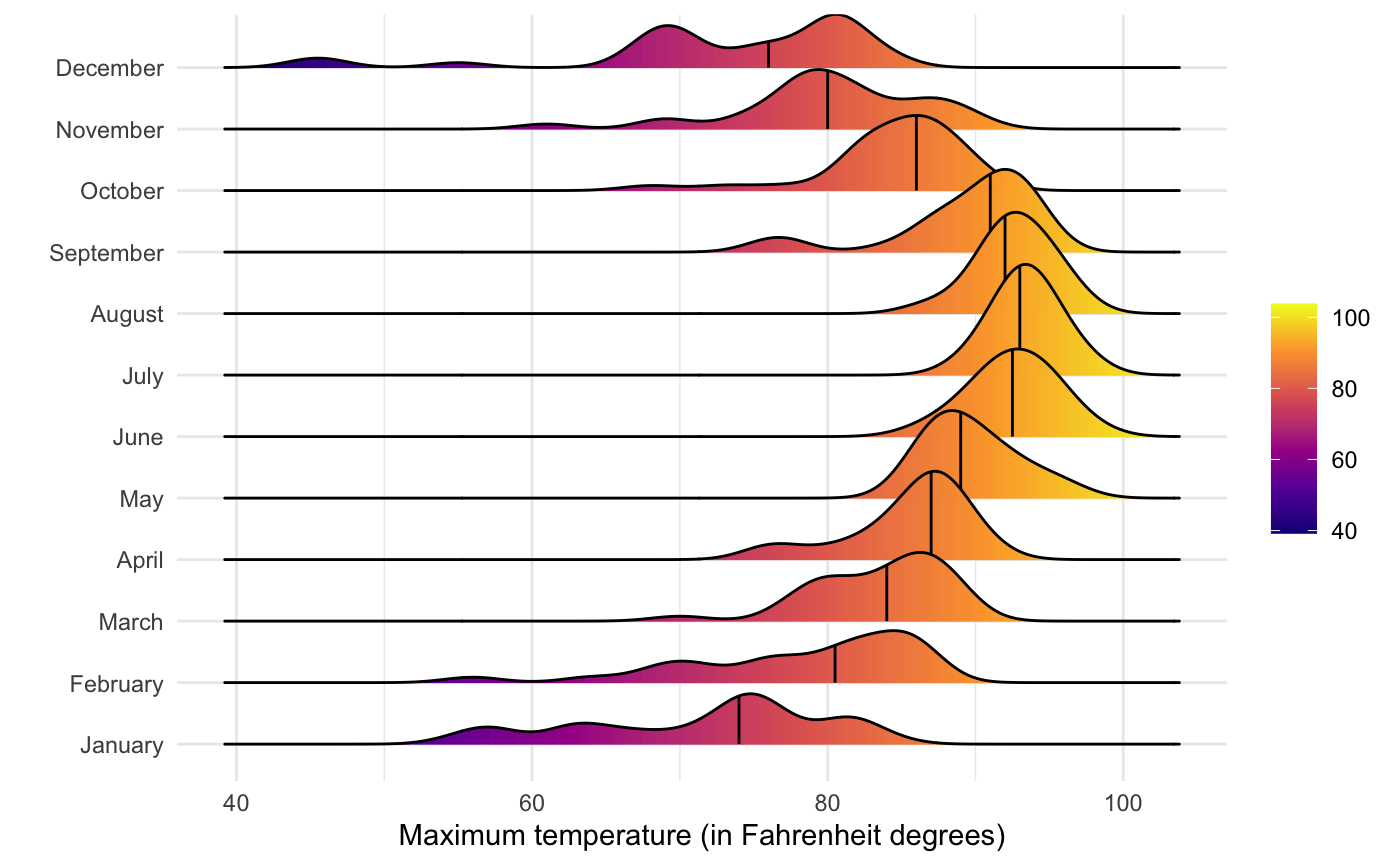 December
November
October
September
August
July
June
May
April
March
February
January
40 60 80 100
Maximum temperature (in Fahrenheit degrees)
100
80
60
40